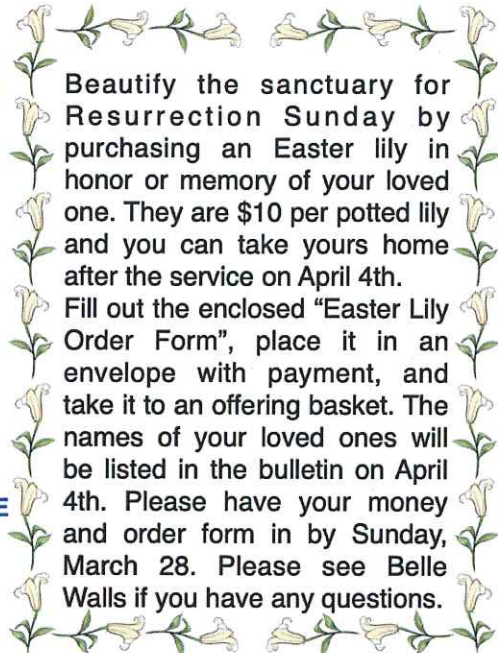 Beautify the sanctuary for
Resurrection Sunday by
purchasing an Easter lily in
honor or memory of your loved
one. They are $10 per potted lily
and you can take yours home
after the service on April 4th.
Fill out the enclosed “Easter Lily
Order Form”, place it in an
envelope with payment, and
take it to an offering basket. The
names of your loved ones will
be listed in the bulletin on April
E
4th. Please have your money
and order form in by Sunday,
March 28. Please see Belle
Walls if you have any questions.